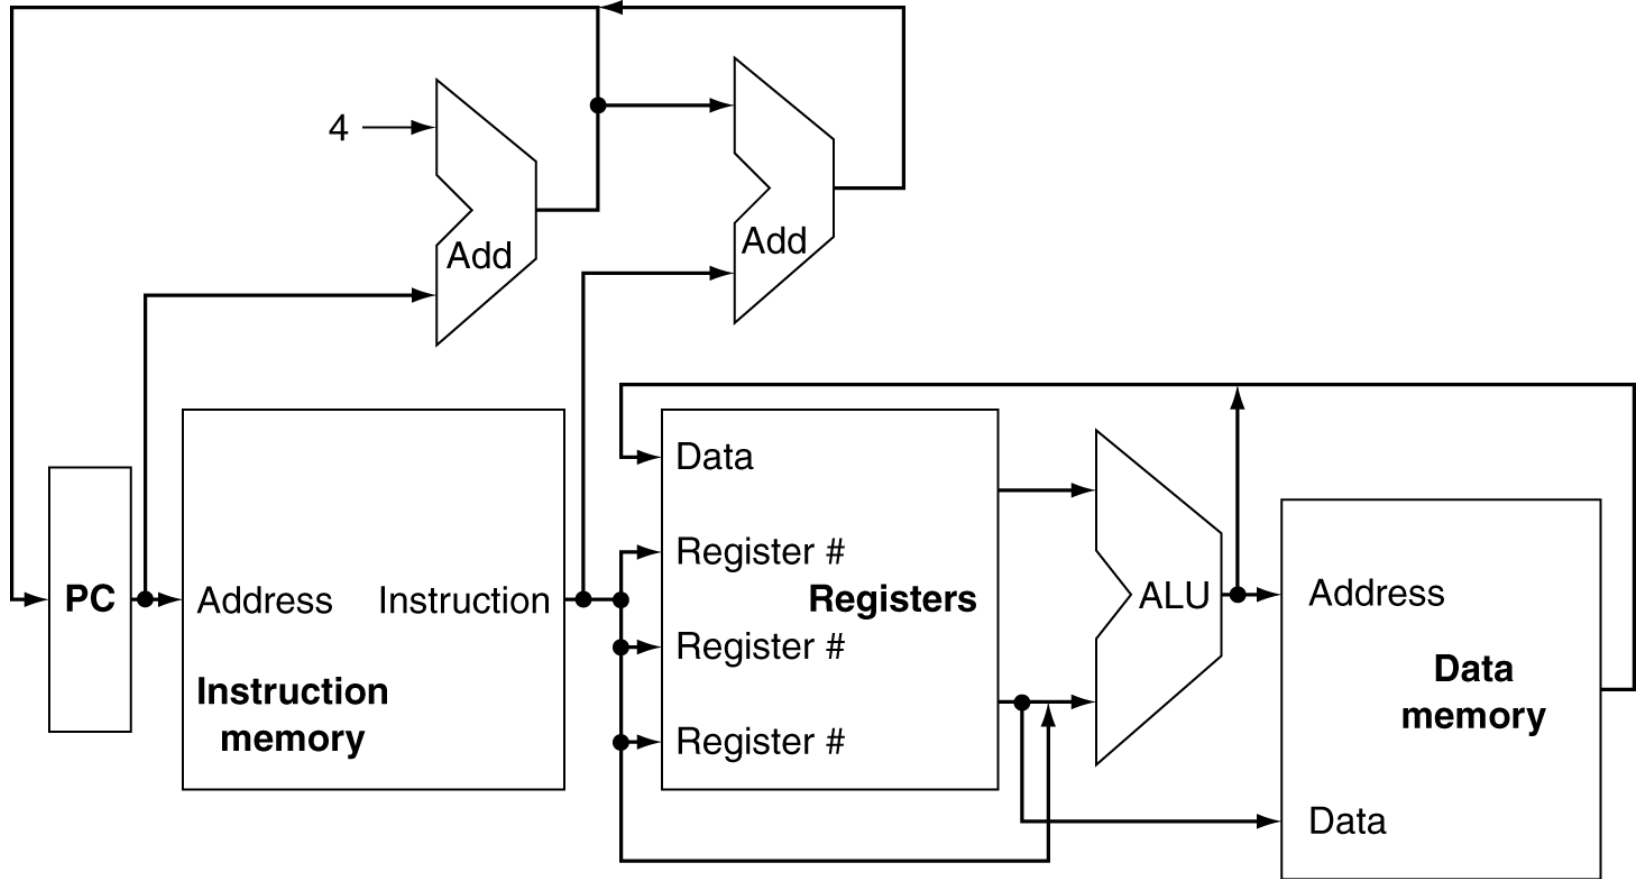 4
Add
Add
Data
Register #
PC
Address
Instruction
Registers
ALU
Address
Register #
Instruction
memory
Data
memory
Register #
Data